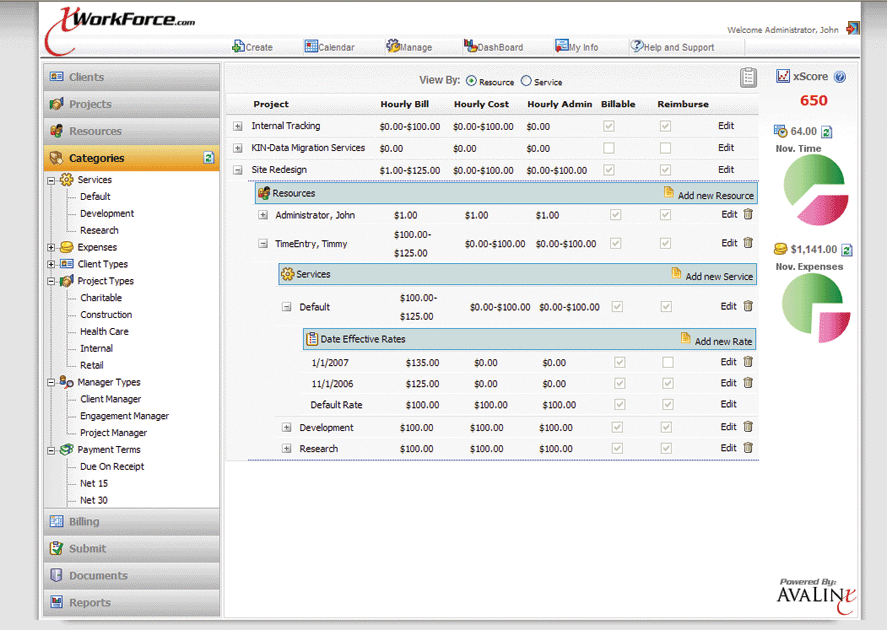 xWorkForce.com
Welcome Administrator, John
Create Calendar Manage DashBoard My Info Help and Support
Clients
Projects
Resources
Categories
Services
Default
Development
Research
Expenses
Client Types
Project Types
Charitable
Construction
Health Care
Internal
Retail
Manager Types
Client Manager
Engagement Manager
Project Manager
Payment Terms
Due On Receipt
Net 15
Net 30
Billing
Submit
Documents
Reports
View By: Resource Service
Project Hourly Bill Hourly Cost Hourly Admin Billable Reimburse
Internal Tracking $0.00-$100.00 $0.00-$100.00 $0.00 Edit
KIN-Data Migration Services $0.00 $0.00 $0.00 Edit
Site Redesign $1.00-$125.00 $0.00-$100.00 $0.00-$100.00 Edit
Resources Add new Resource
Administrator, John $1.00 $1.00 $1.00 Edit
TimeEntry, Timmy $100.00-$125.00 $0.00-$100.00 $0.00-$100.00 Edit
Services Add new Service
Default $100.00-$125.00 $0.00-$100.00 $0.00-$100.00 Edit
Date Effective Rates Add new Rate
1/1/2007 $135.00 $0.00 $0.00 Edit
11/1/2006 $125.00 $0.00 $0.00 Edit
Default Rate $100.00 $100.00 $100.00 Edit
Development $100.00 $100.00 $100.00 Edit
Research $100.00 $100.00 $100.00 Edit
xScore
650
64.00
Nov. Time
$1,141.00
Nov. Expenses
Powered By:
AVALINX